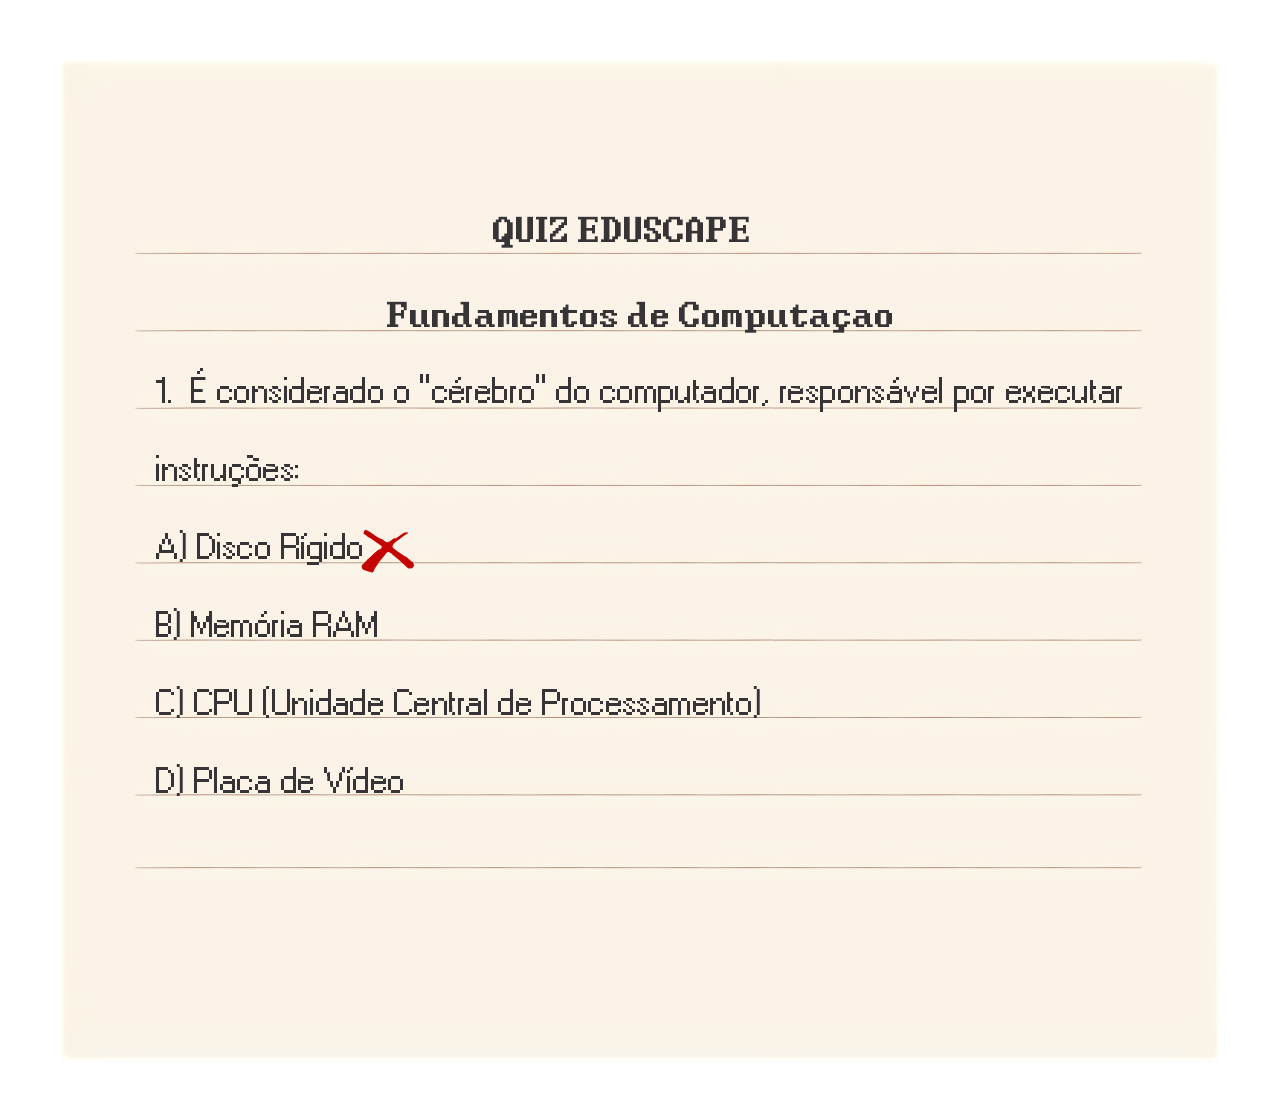 QUIZ EDUSCAPE
Fundamentos de Computaçao
1. É considerado o "cérebro" do computador, responsável por executar
instruções:
A) Disco Rígido
B) Memória RAM
C) CPU (Unidade Central de Processamento)
D) Placa de Vídeo